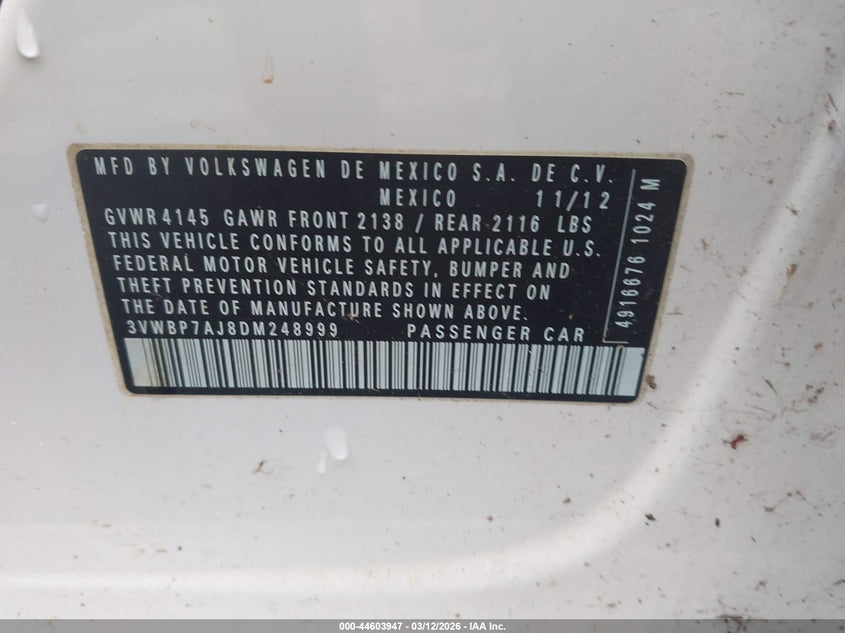 MFD BY VOLKSWAGEN DE MEXICO S.A. DE C.V.
MEXICO 11/12
GVWR 4145 GAWR FRONT 2138 / REAR 2116 LBS
THIS VEHICLE CONFORMS TO ALL APPLICABLE U.S.
FEDERAL MOTOR VEHICLE SAFETY, BUMPER AND
THEFT PREVENTION STANDARDS IN EFFECT ON
THE DATE OF MANUFACTURE SHOWN ABOVE.
3VWBP7AJ8DM248999 PASSENGER CAR
4916676 1024 M
000-44603947 - 03/12/2026 - IAA Inc.